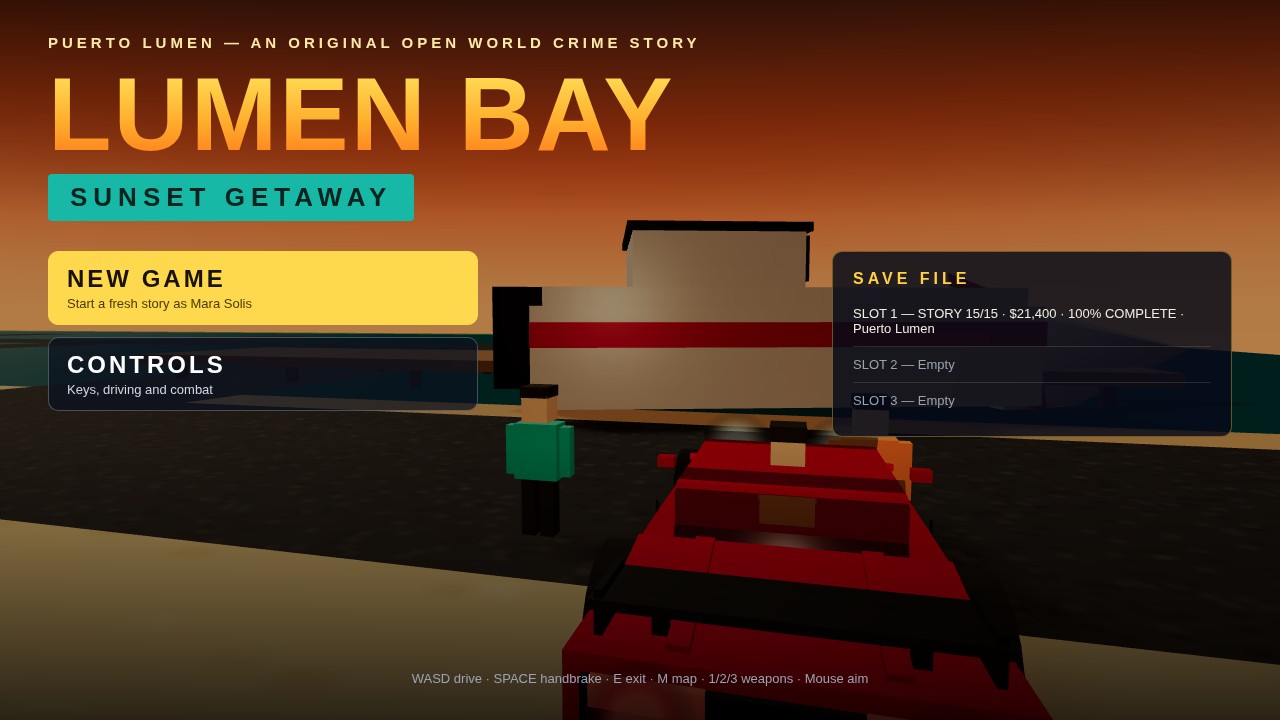 PUERTO LUMEN — AN ORIGINAL OPEN WORLD CRIME STORY
LUMEN BAY
SUNSET GETAWAY
NEW GAME
Start a fresh story as Mara Solis
CONTROLS
Keys, driving and combat
SAVE FILE
SLOT 1 — STORY 15/15 · $21,400 · 100% COMPLETE ·
Puerto Lumen
SLOT 2 — Empty
SLOT 3 — Empty
WASD drive · SPACE handbrake · E exit · M map · 1/2/3 weapons · Mouse aim